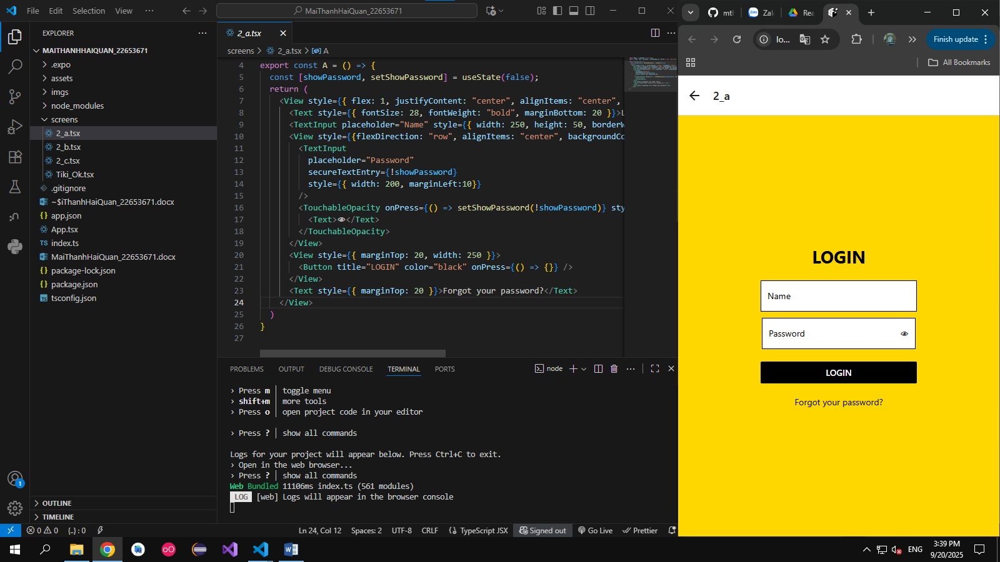 File Edit Selection View ··· MaiThanhHaiQuan_22653671
EXPLORER
MAITHANHHAIQUAN_22653671
.expo
assets
imgs
node_modules
screens
2_a.tsx
2_b.tsx
2_c.tsx
Tiki_Ok.tsx
.gitignore
~$iThanhHaiQuan_22653671.docx
app.json
App.tsx
TS index.ts
MaiThanhHaiQuan_22653671.docx
package-lock.json
package.json
tsconfig.json
OUTLINE
TIMELINE
2_a.tsx
screens > 2_a.tsx > A
4 export const A = () => {
5 const [showPassword, setShowPassword] = useState(false);
6 return (
7 <View style={{ flex: 1, justifyContent: "center", alignItems: "center",
8 <Text style={{ fontSize: 28, fontWeight: "bold", marginBottom: 20 }}>L
9 <TextInput placeholder="Name" style={{ width: 250, height: 50, borderW
10 <View style={{flexDirection: "row", alignItems: "center", backgroundCo
11 <TextInput
12 placeholder="Password"
13 secureTextEntry={!showPassword}
14 style={{ width: 200, marginLeft:10}}
15 />
16 <TouchableOpacity onPress={() => setShowPassword(!showPassword)} sty
17 <Text>👁</Text>
18 </TouchableOpacity>
19 </View>
20 <View style={{ marginTop: 20, width: 250 }}>
21 <Button title="LOGIN" color="black" onPress={() => {}} />
22 </View>
23 <Text style={{ marginTop: 20 }}>Forgot your password?</Text>
24 </View>
25 )
26 }
27
PROBLEMS OUTPUT DEBUG CONSOLE TERMINAL PORTS node
› Press m │ toggle menu
› shift+m │ more tools
› Press o │ open project code in your editor
› Press ? │ show all commands
Logs for your project will appear below. Press Ctrl+C to exit.
› Open in the web browser...
› Press ? │ show all commands
Web Bundled 11106ms index.ts (561 modules)
LOG [web] Logs will appear in the browser console
0 0 {..} : 0 Ln 24, Col 12 Spaces: 2 UTF-8 CRLF TypeScript JSX Signed out Go Live Prettier
mt Zal Rea
lo... Finish update
All Bookmarks
2_a
LOGIN
Name
Password
LOGIN
Forgot your password?
ENG
3:39 PM
9/20/2025